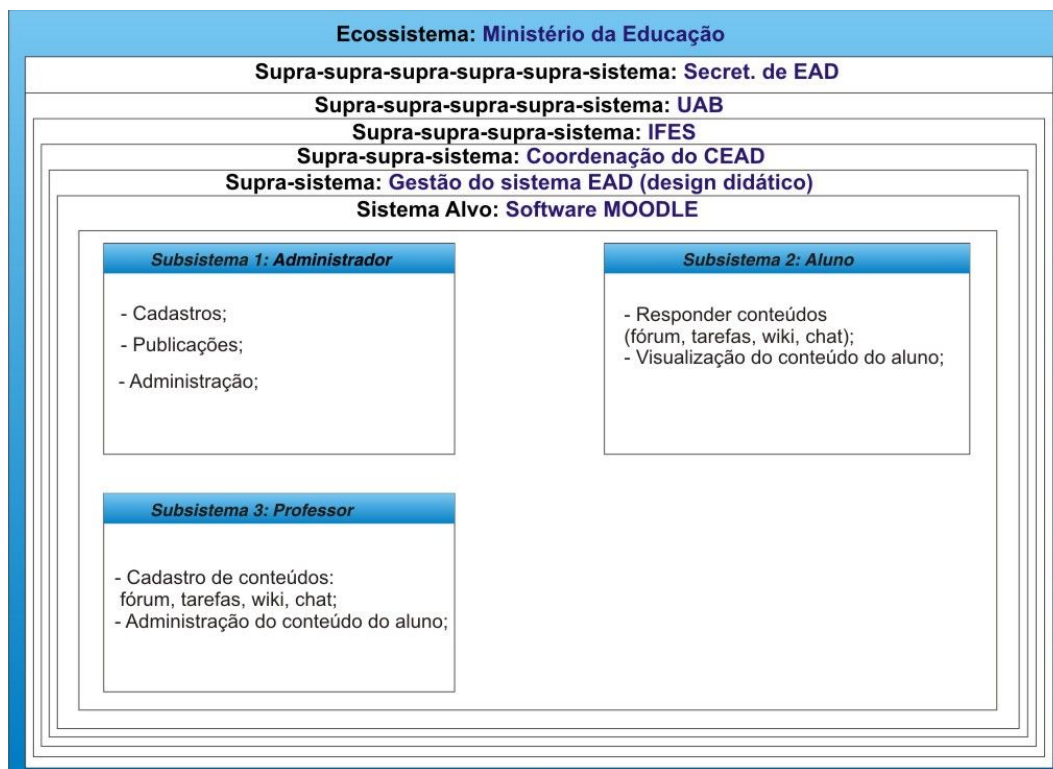 Ecossistema: Ministério da Educação
Supra-supra-supra-supra-supra-sistema: Secret. de EAD
Supra-supra-supra-supra-sistema: UAB
Supra-supra-supra-sistema: IFES
Supra-supra-sistema: Coordenação do CEAD
Supra-sistema: Gestão do sistema EAD (design didático)
Sistema Alvo: Software MOODLE
Subsistema 1: Administrador
- Cadastros;
- Publicações;
- Administração;
Subsistema 2: Aluno
- Responder conteúdos
(fórum, tarefas, wiki, chat);
- Visualização do conteúdo do aluno;
Subsistema 3: Professor
- Cadastro de conteúdos:
fórum, tarefas, wiki, chat;
- Administração do conteúdo do aluno;